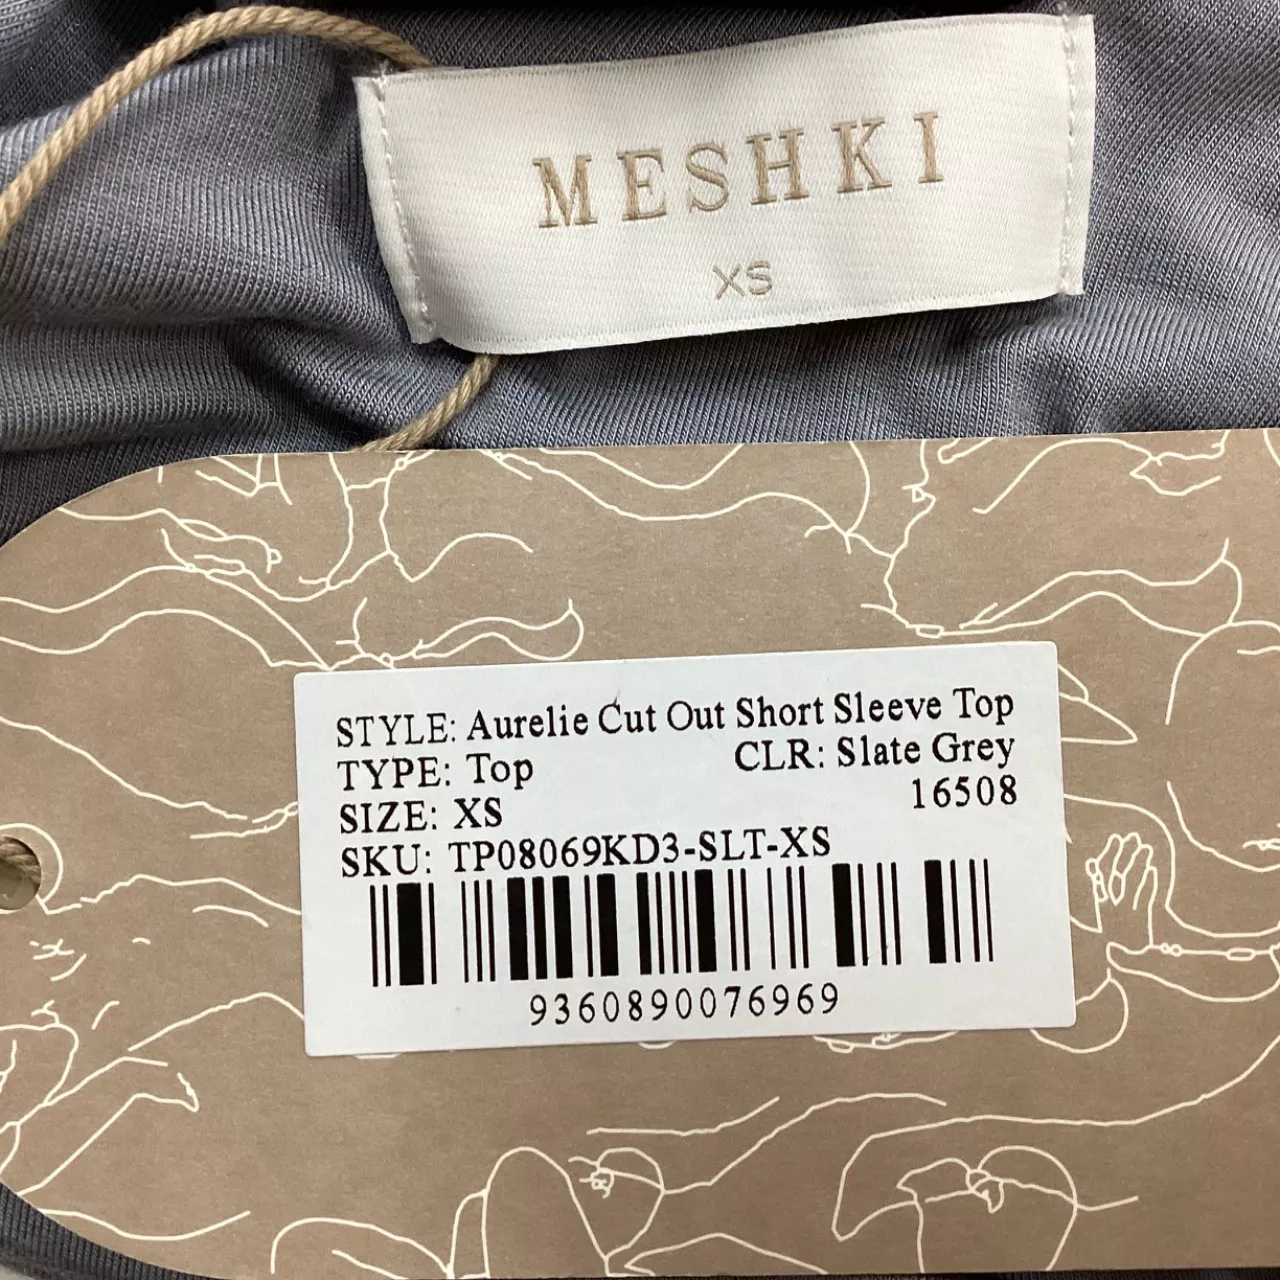 MESHKI
XS
STYLE: Aurelie Cut Out Short Sleeve Top
TYPE: Top CLR: Slate Grey
SIZE: XS 16508
SKU: TP08069KD3-SLT-XS
9360890076969